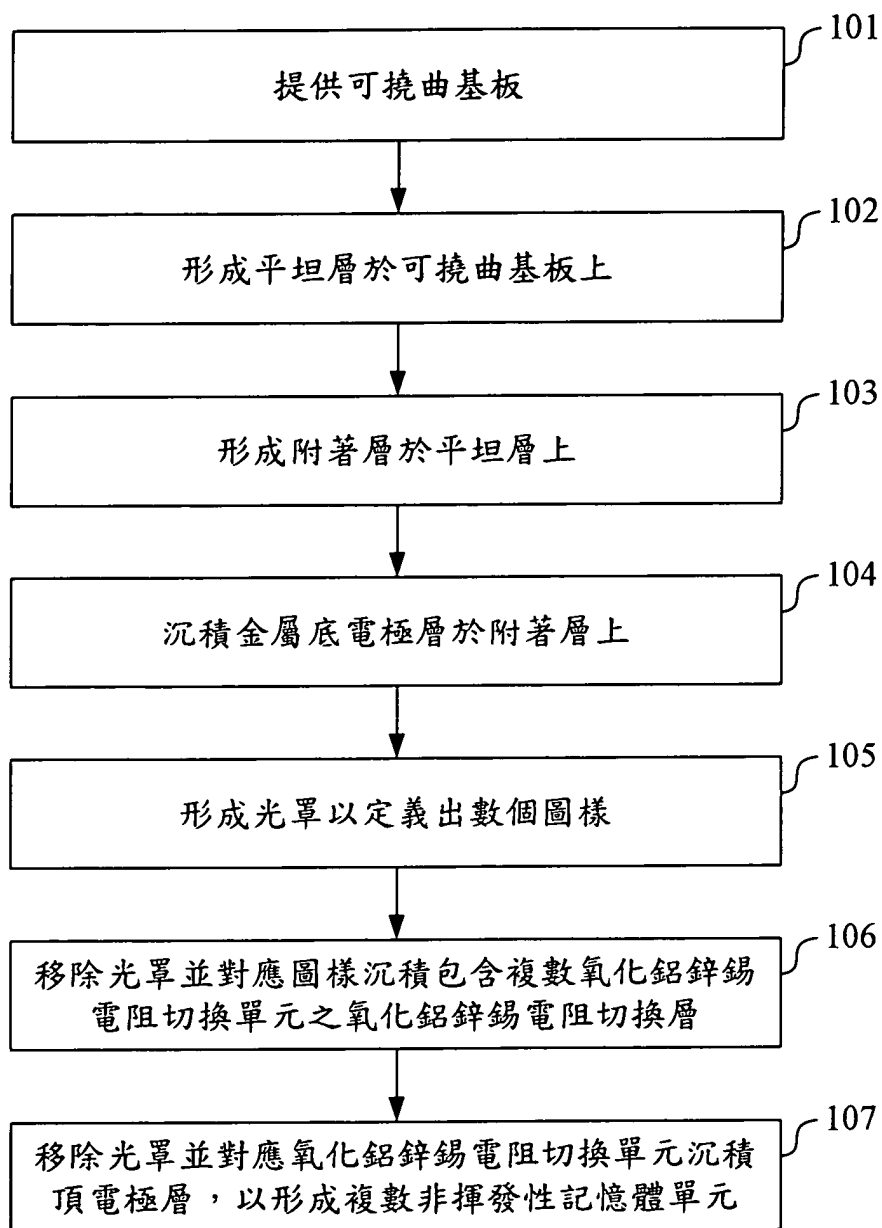 101
提供可撓曲基板
102
形成平坦層於可撓曲基板上
103
形成附著層於平坦層上
104
沉積金屬底電極層於附著層上
105
形成光罩以定義出數個圖樣
106
移除光罩並對應圖樣沉積包含複數氧化鋁鋅錫
電阻切換單元之氧化鋁鋅錫電阻切換層
107
移除光罩並對應氧化鋁鋅錫電阻切換單元沉積
頂電極層，以形成複數非揮發性記憶體單元